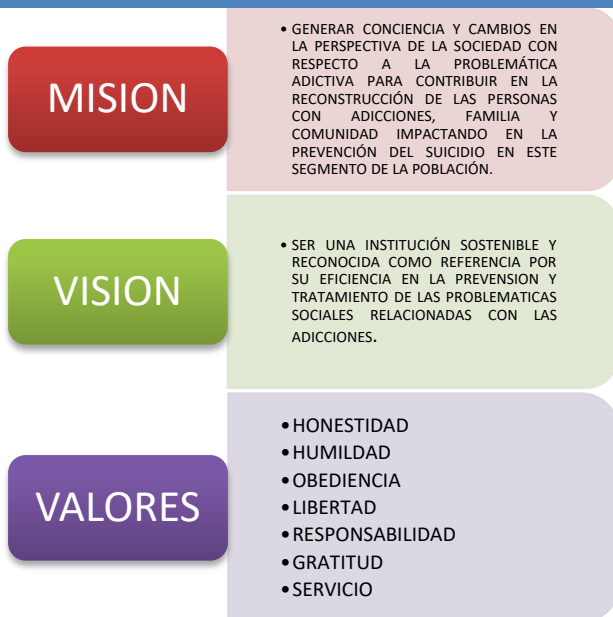 MISION
• GENERAR CONCIENCIA Y CAMBIOS EN
LA PERSPECTIVA DE LA SOCIEDAD CON
RESPECTO A LA PROBLEMÁTICA
ADICTIVA PARA CONTRIBUIR EN LA
RECONSTRUCCIÓN DE LAS PERSONAS
CON ADICCIONES, FAMILIA Y
COMUNIDAD IMPACTANDO EN LA
PREVENCIÓN DEL SUICIDIO EN ESTE
SEGMENTO DE LA POBLACIÓN.
VISION
• SER UNA INSTITUCIÓN SOSTENIBLE Y
RECONOCIDA COMO REFERENCIA POR
SU EFICIENCIA EN LA PREVENSION Y
TRATAMIENTO DE LAS PROBLEMATICAS
SOCIALES RELACIONADAS CON LAS
ADICCIONES.
VALORES
• HONESTIDAD
• HUMILDAD
• OBEDIENCIA
• LIBERTAD
• RESPONSABILIDAD
• GRATITUD
• SERVICIO